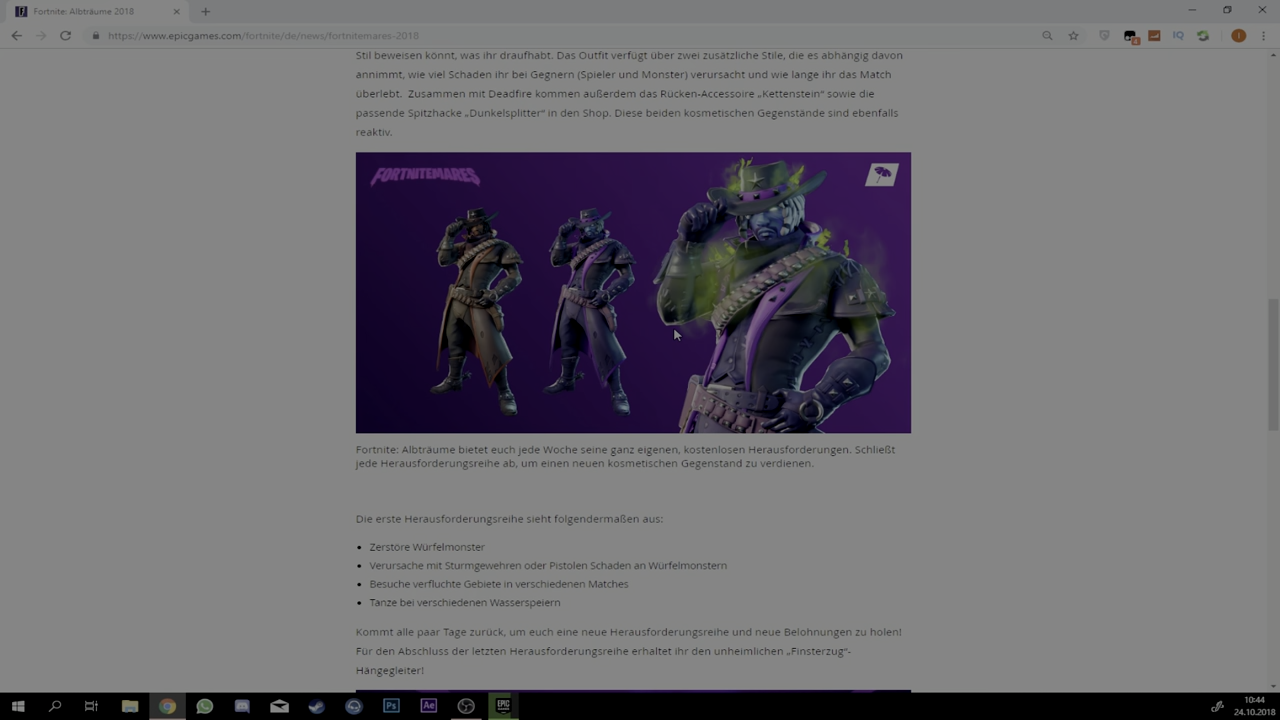 Fortnite: Albträume 2018
https://www.epicgames.com/fortnite/de/news/fortnitemares-2018
Stil beweisen könnt, was ihr draufhabt. Das Outfit verfügt über zwei zusätzliche Stile, die es abhängig davon
annimmt, wie viel Schaden ihr bei Gegnern (Spieler und Monster) verursacht und wie lange ihr das Match
überlebt. Zusammen mit Deadfire kommen außerdem das Rücken-Accessoire „Kettenstein“ sowie die
passende Spitzhacke „Dunkelsplitter“ in den Shop. Diese beiden kosmetischen Gegenstände sind ebenfalls
reaktiv.
FORTNITEMARES
Fortnite: Albträume bietet euch jede Woche seine ganz eigenen, kostenlosen Herausforderungen. Schließt
jede Herausforderungsreihe ab, um einen neuen kosmetischen Gegenstand zu verdienen.
Die erste Herausforderungsreihe sieht folgendermaßen aus:
• Zerstöre Würfelmonster
• Verursache mit Sturmgewehren oder Pistolen Schaden an Würfelmonstern
• Besuche verfluchte Gebiete in verschiedenen Matches
• Tanze bei verschiedenen Wasserspeiern
Kommt alle paar Tage zurück, um euch eine neue Herausforderungsreihe und neue Belohnungen zu holen!
Für den Abschluss der letzten Herausforderungsreihe erhaltet ihr den unheimlichen „Finsterzug“-
Hängegleiter!
Ps
Ae
EPIC
10:44
24.10.2018